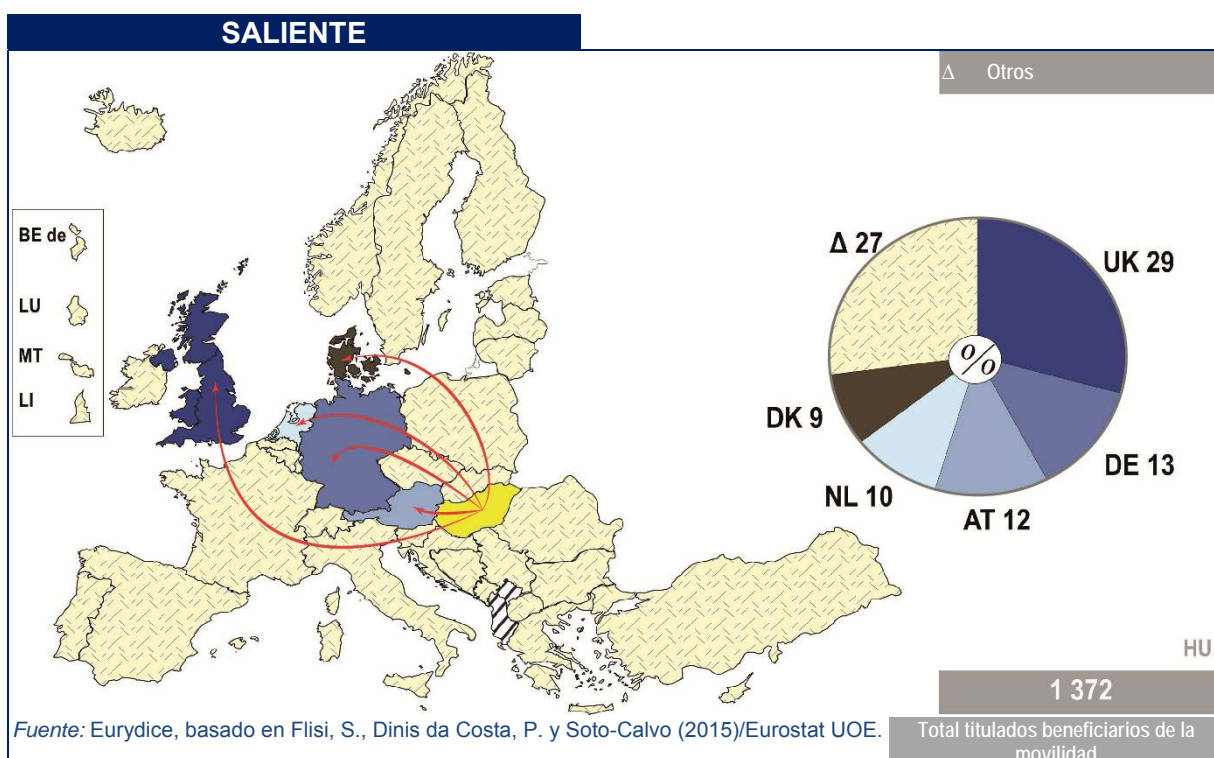 SALIENTE
Δ Otros
BE de
LU
MT
LI
Δ 27
UK 29
%
DK 9
DE 13
NL 10
AT 12
HU
1 372
Fuente: Eurydice, basado en Flisi, S., Dinis da Costa, P. y Soto-Calvo (2015)/Eurostat UOE.
Total titulados beneficiarios de la
movilidad